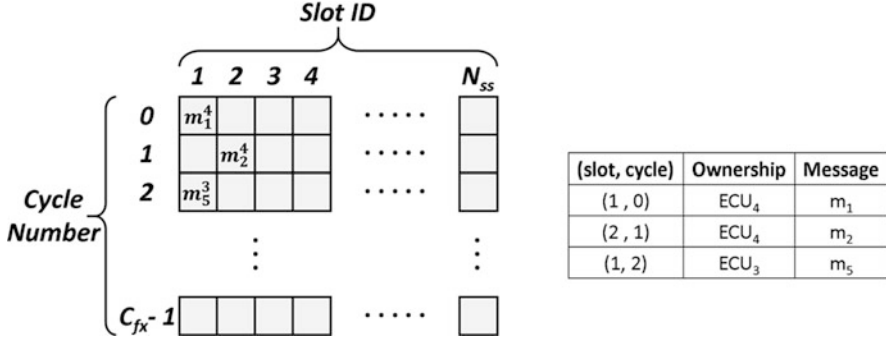 Slot ID
1 2 3 4 N_ss
0 m_1^4 .....
1 m_2^4 .....
Cycle Number
2 m_5^3 .....
C_fx- 1 .....
(slot, cycle) Ownership Message
(1 , 0) ECU_4 m_1
(2 , 1) ECU_4 m_2
(1, 2) ECU_3 m_5